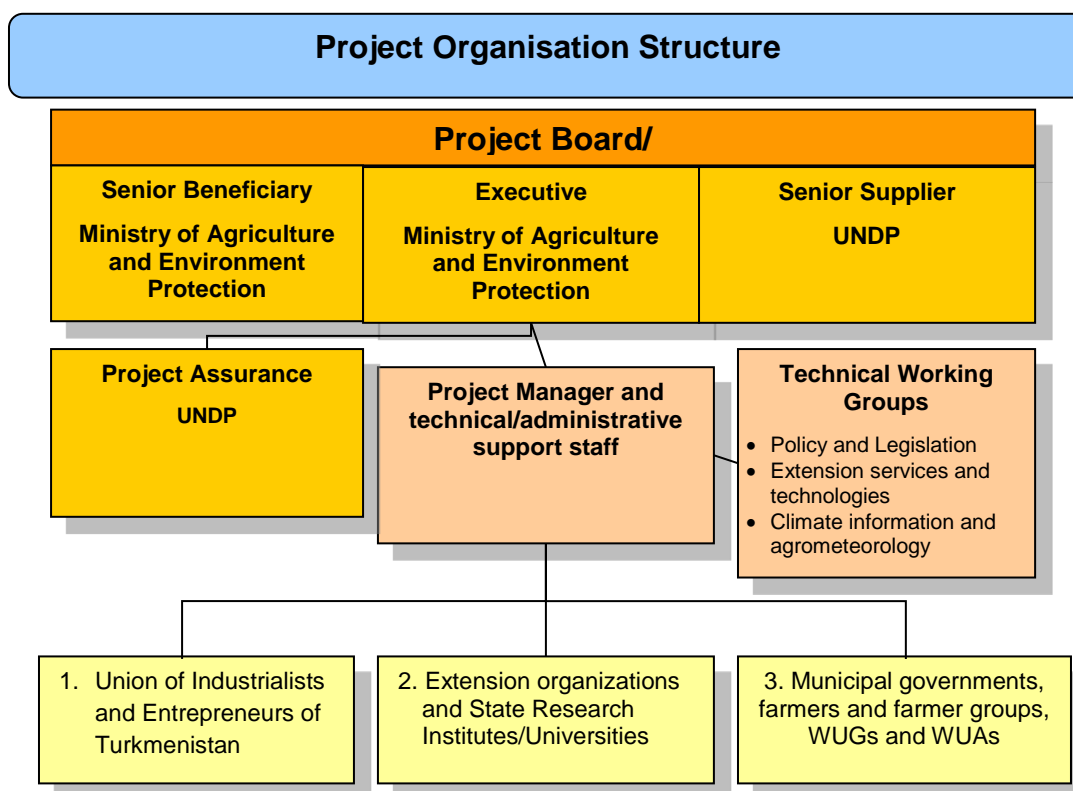 Project Organisation Structure
Project Board/
Senior Beneficiary
Ministry of Agriculture
and Environment
Protection
Executive
Ministry of Agriculture
and Environment
Protection
Senior Supplier
UNDP
Project Assurance
UNDP
Project Manager and
technical/administrative
support staff
Technical Working
Groups
• Policy and Legislation
• Extension services and
technologies
• Climate information and
agrometeorology
1. Union of Industrialists
and Entrepreneurs of
Turkmenistan
2. Extension organizations
and State Research
Institutes/Universities
3. Municipal governments,
farmers and farmer groups,
WUGs and WUAs